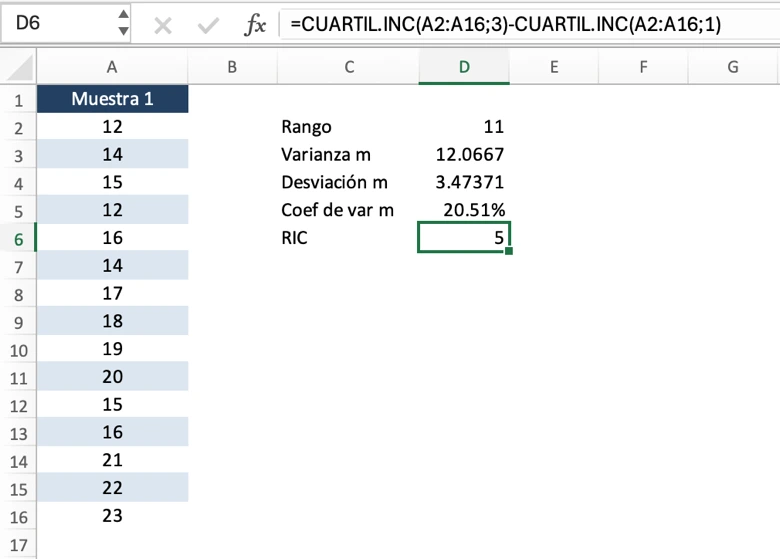 D6 fx =CUARTIL.INC(A2:A16;3)-CUARTIL.INC(A2:A16;1)
A B C D E F G
1 Muestra 1
2 12 Rango 11
3 14 Varianza m 12.0667
4 15 Desviación m 3.47371
5 12 Coef de var m 20.51%
6 16 RIC 5
7 14
8 17
9 18
10 19
11 20
12 15
13 16
14 21
15 22
16 23
17